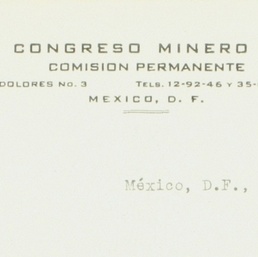 CONGRESO MINERO
COMISION PERMANENTE
DOLORES NO. 3 TELS. 12-92-46 Y 35-
MEXICO, D. F.
México, D.F.,